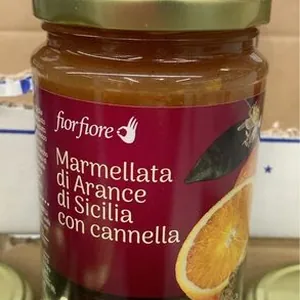 fiorfiore
Marmellata
di Arance
di Sicilia
con cannella